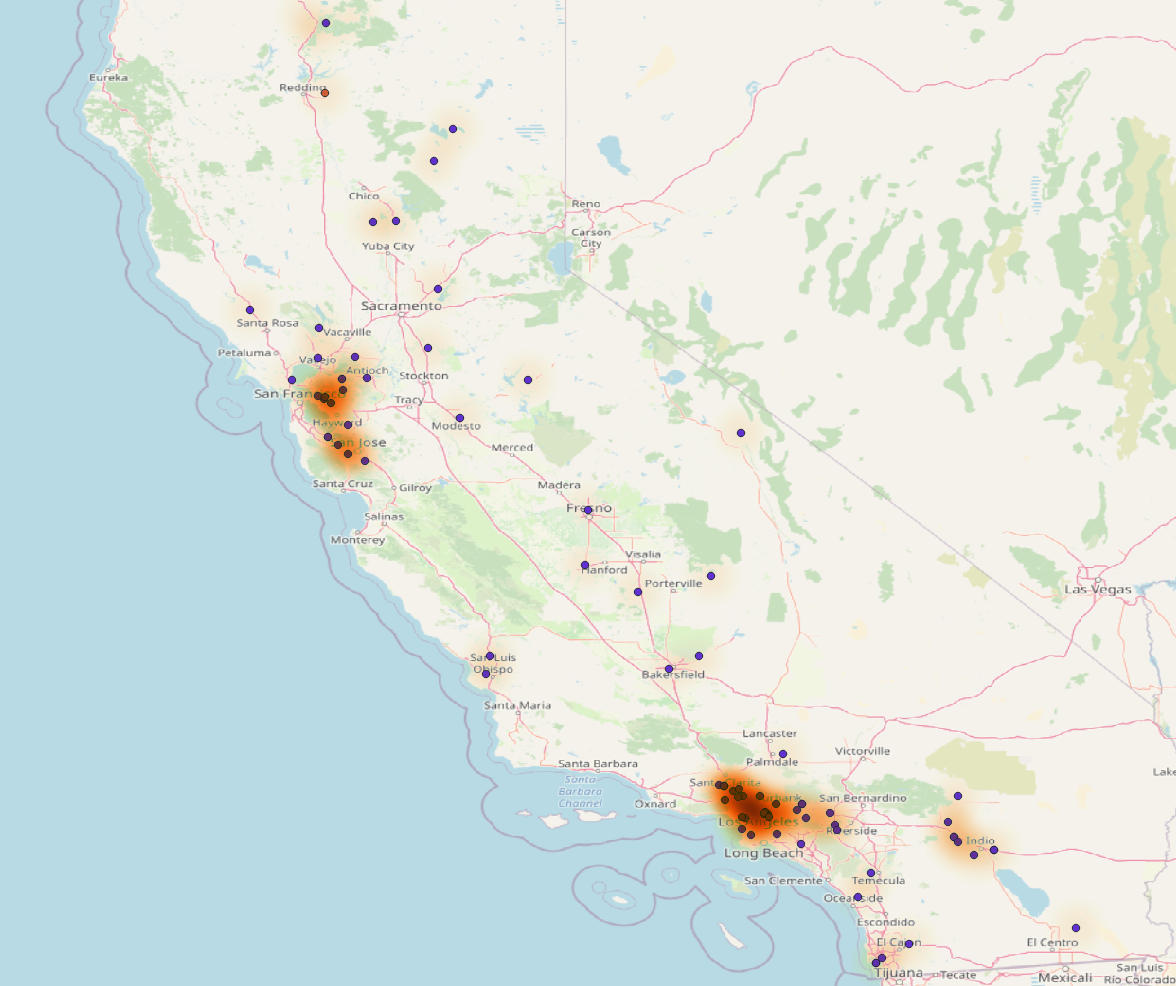 Eureka
Redding
Chico
Reno
Carson
City
Yuba City
Sacramento
Santa Rosa
Vacaville
Petaluma
Vallejo
Antioch
Stockton
San Francisco
Tracy
Hayward
Modesto
San Jose
Merced
Santa Cruz
Gilroy
Madera
Fresno
Salinas
Monterey
Visalia
Hanford
Porterville
Las Vegas
San Luis
Obispo
Bakersfield
Santa Maria
Lancaster
Victorville
Palmdale
Santa Barbara
Santa
Barbara
Channel
Lake
Santa Clarita
Oxnard
Burbank
San Bernardino
Los Angeles
Riverside
Indio
Long Beach
San Clemente
Temecula
Oceanside
Escondido
El Cajon
El Centro
Tijuana
Tecate
Mexicali
San Luis
Río Colorado